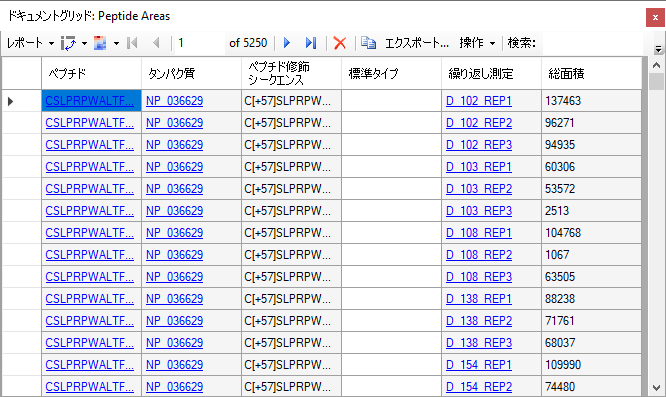 ドキュメントグリッド: Peptide Areas
レポート 1 of 5250 エクスポート... 操作 検索:
ペプチド タンパク質 ペプチド修飾 シークエンス 標準タイプ 繰り返し測定 総面積
CSLPRPWALTF... NP_036629 C[+57]SLPRPW... D_102_REP1 137463
CSLPRPWALTF... NP_036629 C[+57]SLPRPW... D_102_REP2 96271
CSLPRPWALTF... NP_036629 C[+57]SLPRPW... D_102_REP3 94935
CSLPRPWALTF... NP_036629 C[+57]SLPRPW... D_103_REP1 60306
CSLPRPWALTF... NP_036629 C[+57]SLPRPW... D_103_REP2 53572
CSLPRPWALTF... NP_036629 C[+57]SLPRPW... D_103_REP3 2513
CSLPRPWALTF... NP_036629 C[+57]SLPRPW... D_108_REP1 104768
CSLPRPWALTF... NP_036629 C[+57]SLPRPW... D_108_REP2 1067
CSLPRPWALTF... NP_036629 C[+57]SLPRPW... D_108_REP3 63505
CSLPRPWALTF... NP_036629 C[+57]SLPRPW... D_138_REP1 88238
CSLPRPWALTF... NP_036629 C[+57]SLPRPW... D_138_REP2 71761
CSLPRPWALTF... NP_036629 C[+57]SLPRPW... D_138_REP3 68037
CSLPRPWALTF... NP_036629 C[+57]SLPRPW... D_154_REP1 109990
CSLPRPWALTF... NP_036629 C[+57]SLPRPW... D_154_REP2 74480